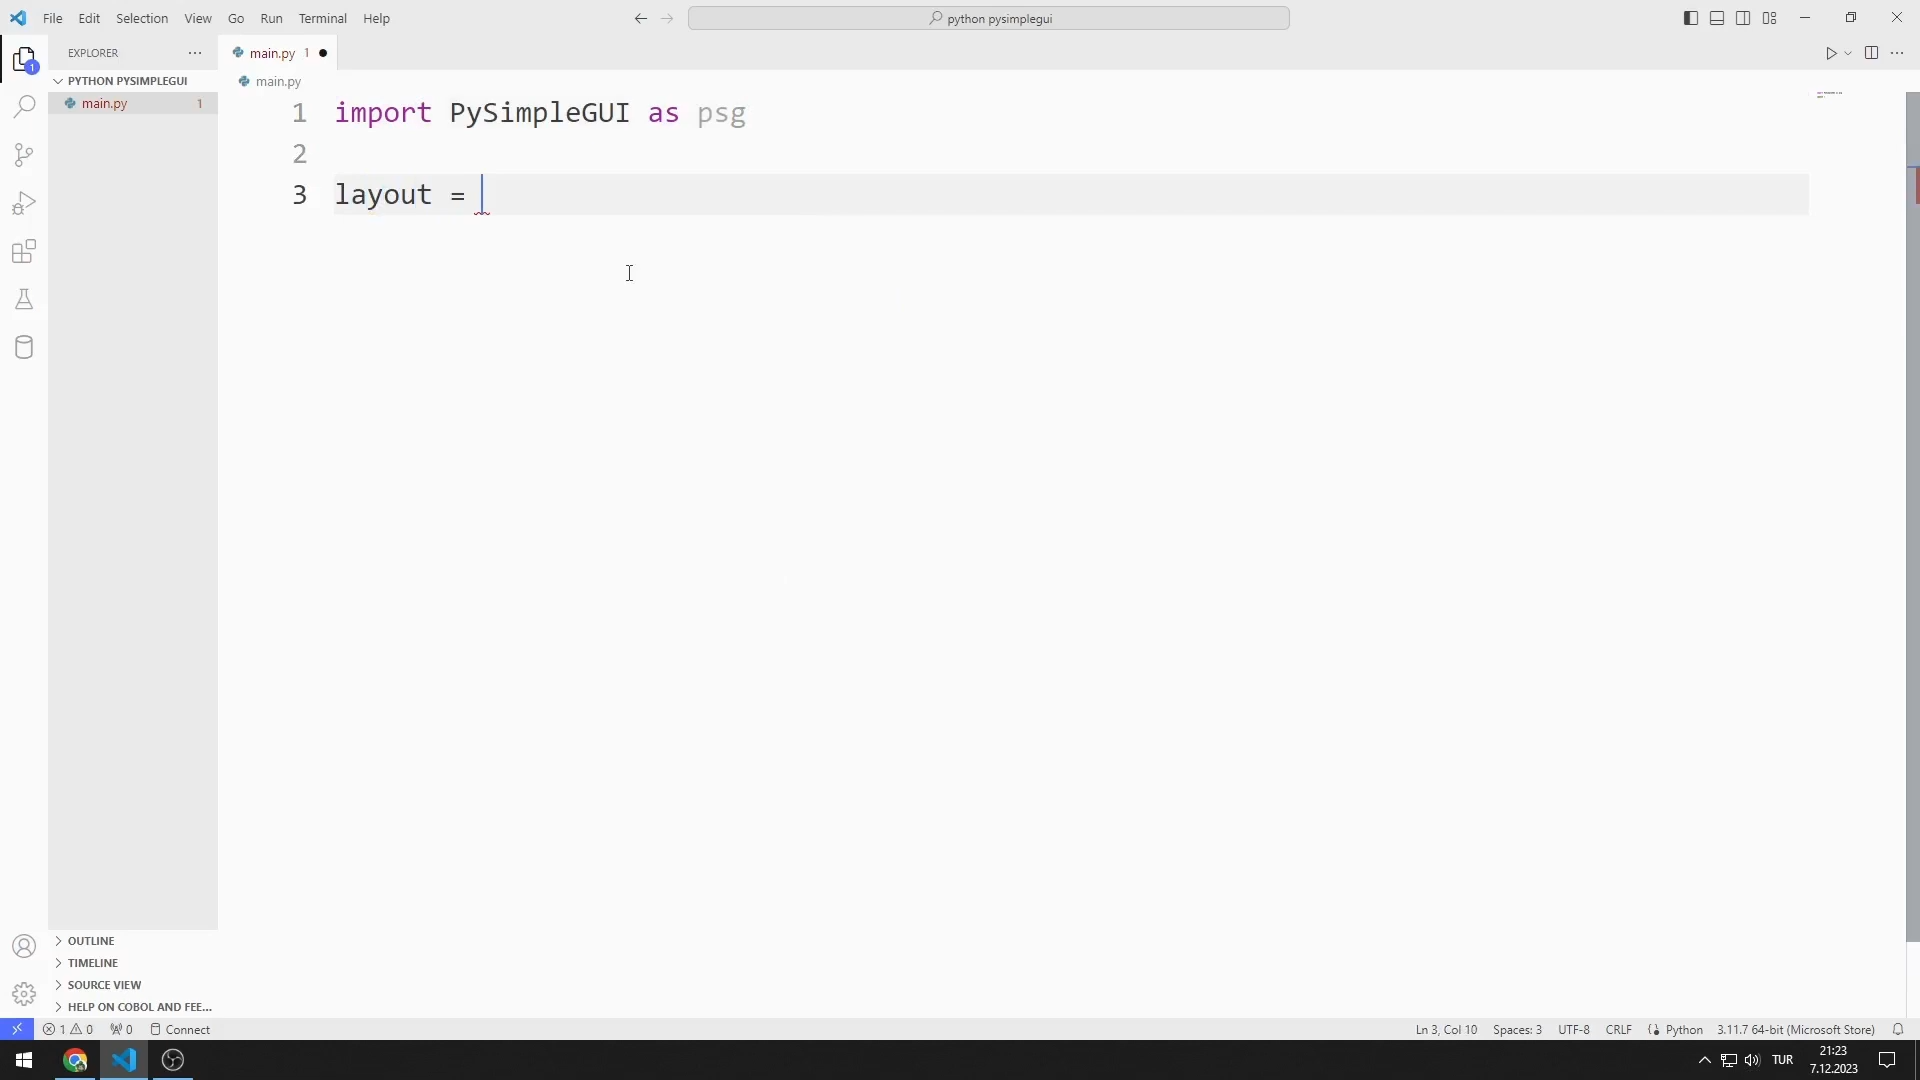 File Edit Selection View Go Run Terminal Help
python pysimplegui
EXPLORER
main.py 1
PYTHON PYSIMPLEGUI
main.py
main.py 1
1 import PySimpleGUI as psg
2
3 layout =
1
OUTLINE
TIMELINE
SOURCE VIEW
HELP ON COBOL AND FEE...
1 0 0 Connect
Ln 3, Col 10 Spaces: 3 UTF-8 CRLF Python 3.11.7 64-bit (Microsoft Store)
TUR
21:23
7.12.2023